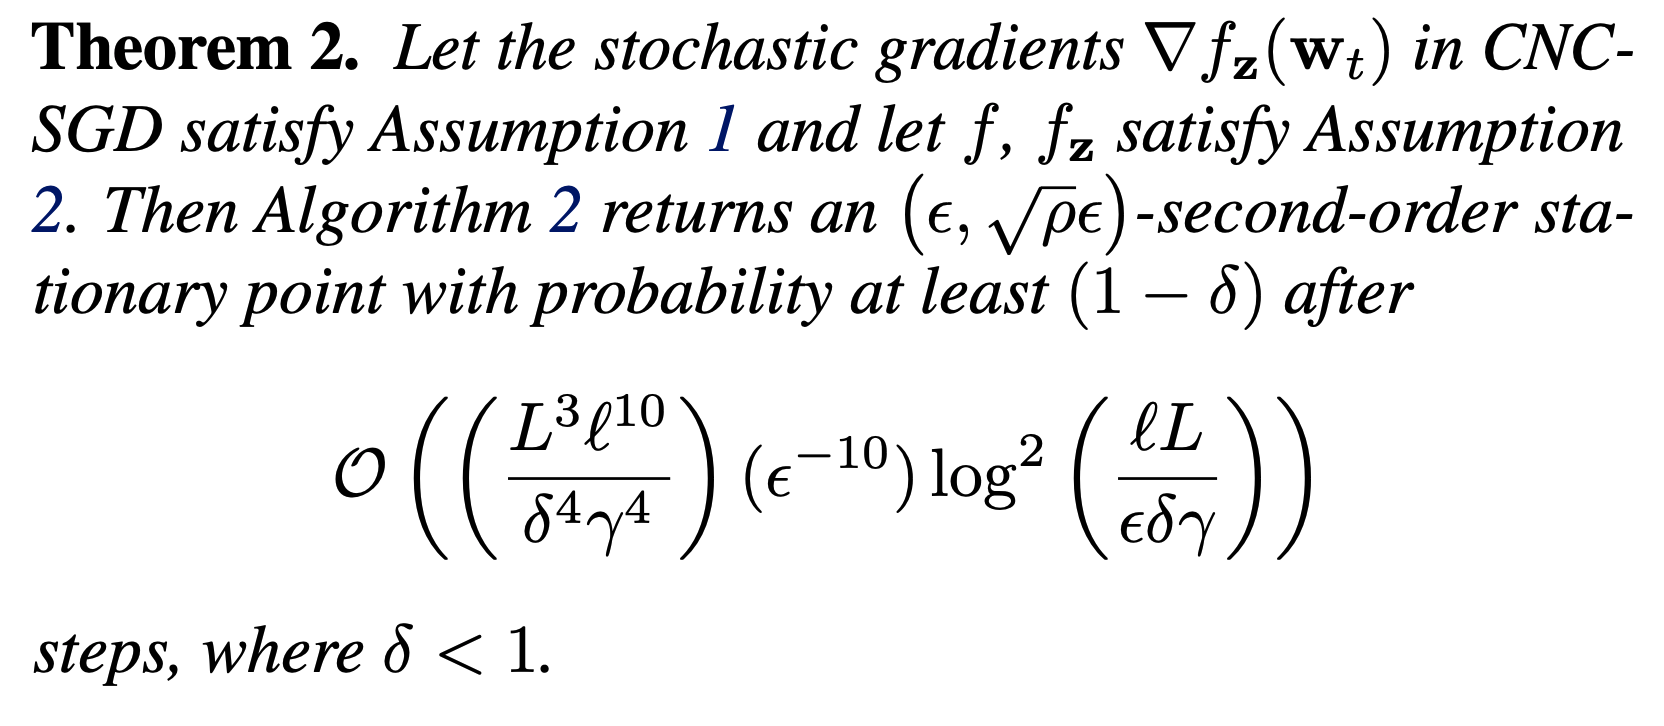 Theorem 2. Let the stochastic gradients ∇f_𝐳(𝐰_t) in CNC-
SGD satisfy Assumption 1 and let f, f_𝐳 satisfy Assumption
2. Then Algorithm 2 returns an (ϵ, √ρϵ)-second-order sta-
tionary point with probability at least (1 − δ) after
𝒪((L³ℓ¹⁰/δ⁴γ⁴)(ϵ⁻¹⁰) log²(ℓL/ϵδγ))
steps, where δ < 1.